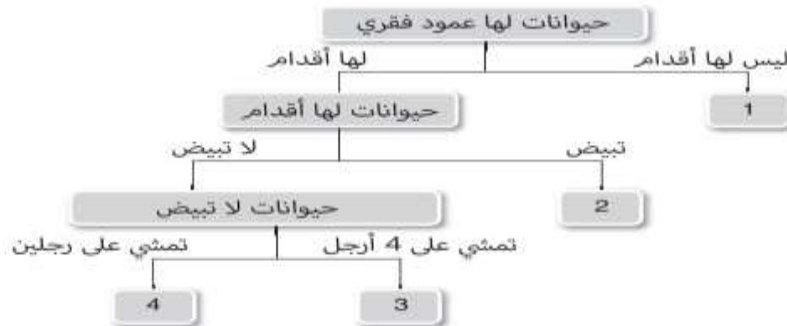 حيوانات لها عمود فقري
ليس لها أقدام
لها أقدام
1
حيوانات لها أقدام
تبيض
لا تبيض
2
حيوانات لا تبيض
تمشي على 4 أرجل
تمشي على رجلين
3
4